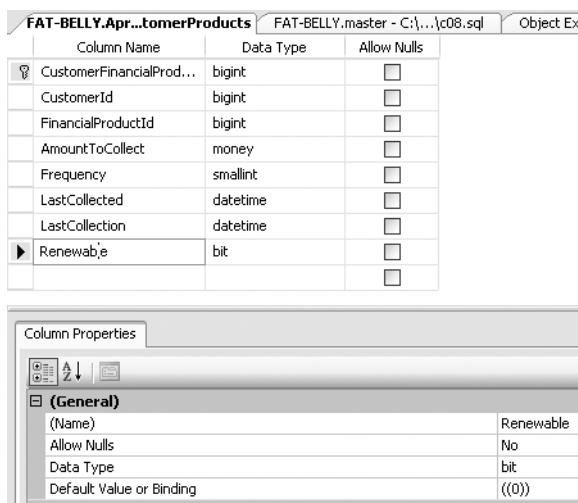 FAT-BELLY.Apr...tomerProducts FAT-BELLY.master - C:\...\c08.sql Object Ex
Column Name Data Type Allow Nulls
CustomerFinancialProd... bigint
CustomerId bigint
FinancialProductId bigint
AmountToCollect money
Frequency smallint
LastCollected datetime
LastCollection datetime
Renewable bit
Column Properties
(General)
(Name) Renewable
Allow Nulls No
Data Type bit
Default Value or Binding ((0))